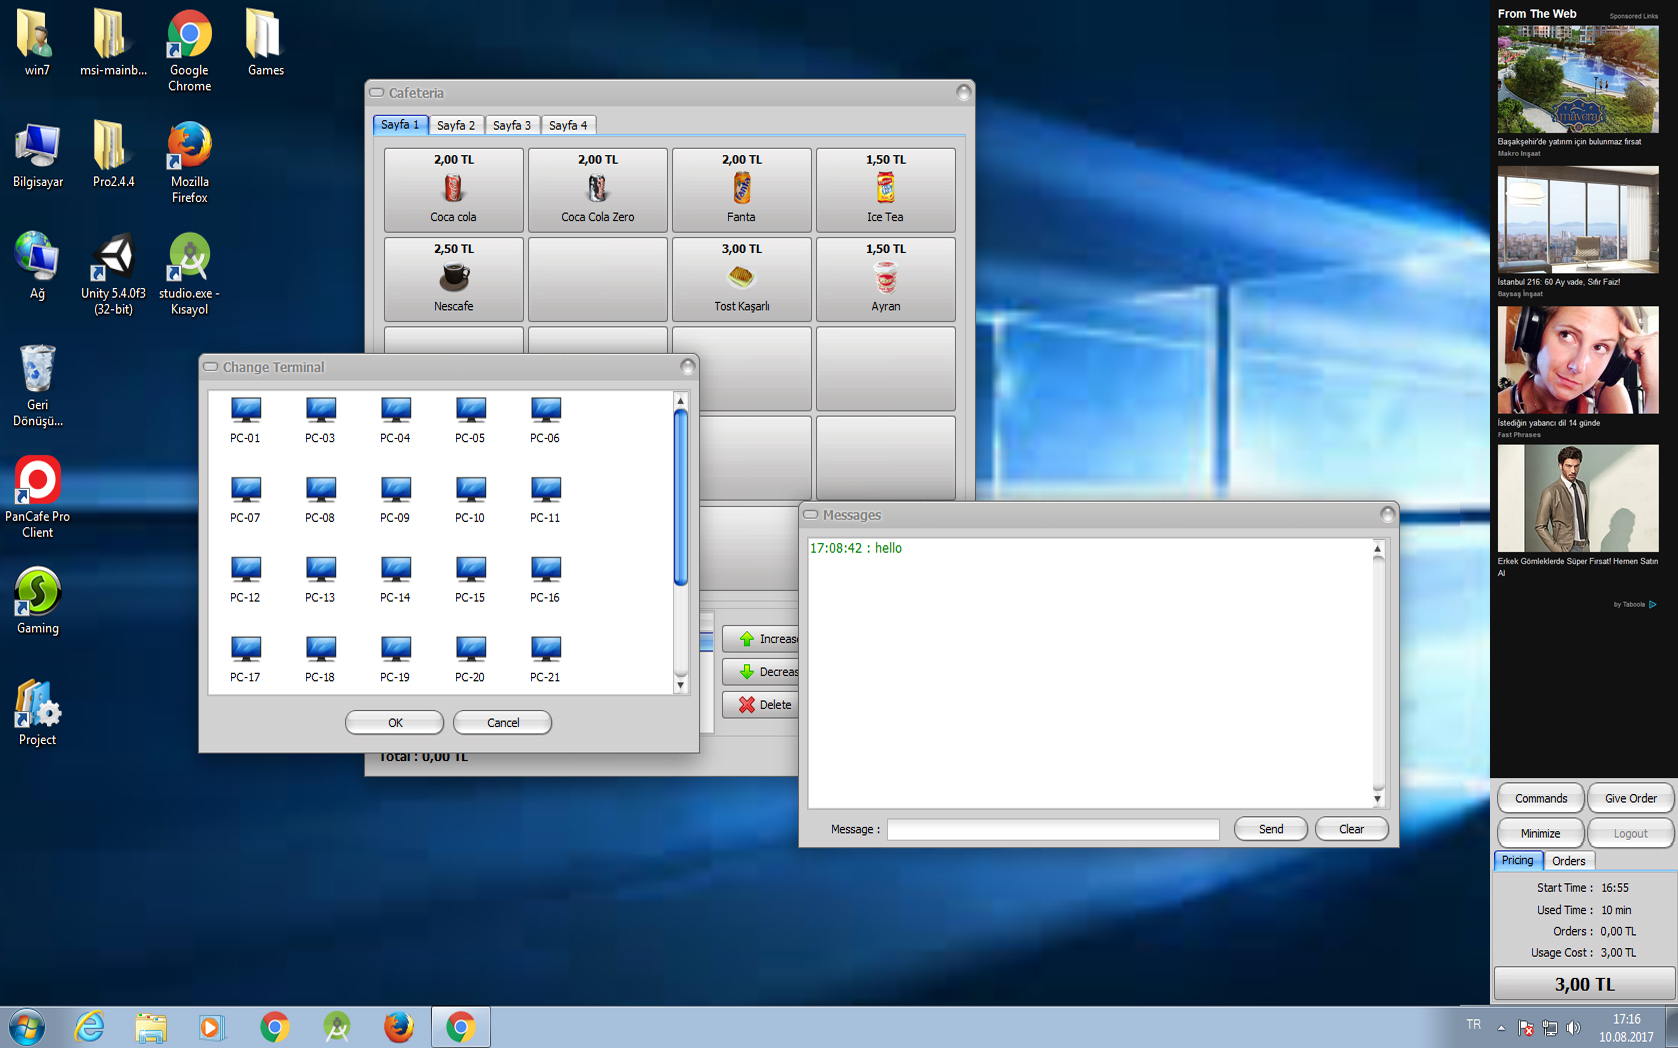 win7
msi-mainb...
Google
Chrome
Games
Bilgisayar
Pro2.4.4
Mozilla
Firefox
Ağ
Unity 5.4.0f3
(32-bit)
studio.exe -
Kısayol
Geri
Dönüşü...
PanCafe Pro
Client
Gaming
Project
Cafeteria
Sayfa 1
Sayfa 2
Sayfa 3
Sayfa 4
2,00 TL
Coca cola
2,00 TL
Coca Cola Zero
2,00 TL
Fanta
1,50 TL
Ice Tea
2,50 TL
Nescafe
3,00 TL
Tost Kaşarlı
1,50 TL
Ayran
Increase
Decreas
Delete
Total : 0,00 TL
Change Terminal
PC-01
PC-03
PC-04
PC-05
PC-06
PC-07
PC-08
PC-09
PC-10
PC-11
PC-12
PC-13
PC-14
PC-15
PC-16
PC-17
PC-18
PC-19
PC-20
PC-21
OK
Cancel
Messages
17:08:42 : hello
Message :
Send
Clear
From The Web
Sponsored Links
mavera
Başakşehir'de yatırım için bulunmaz fırsat
Makro İnşaat
İstanbul 216: 60 Ay vade, Sıfır Faiz!
Baysaş İnşaat
İstediğin yabancı dil 14 günde
Fast Phrases
Erkek Gömleklerde Süper Fırsat! Hemen Satın
Al
by Taboola
Commands
Give Order
Minimize
Logout
Pricing
Orders
Start Time : 16:55
Used Time : 10 min
Orders : 0,00 TL
Usage Cost : 3,00 TL
3,00 TL
TR
17:16
10.08.2017